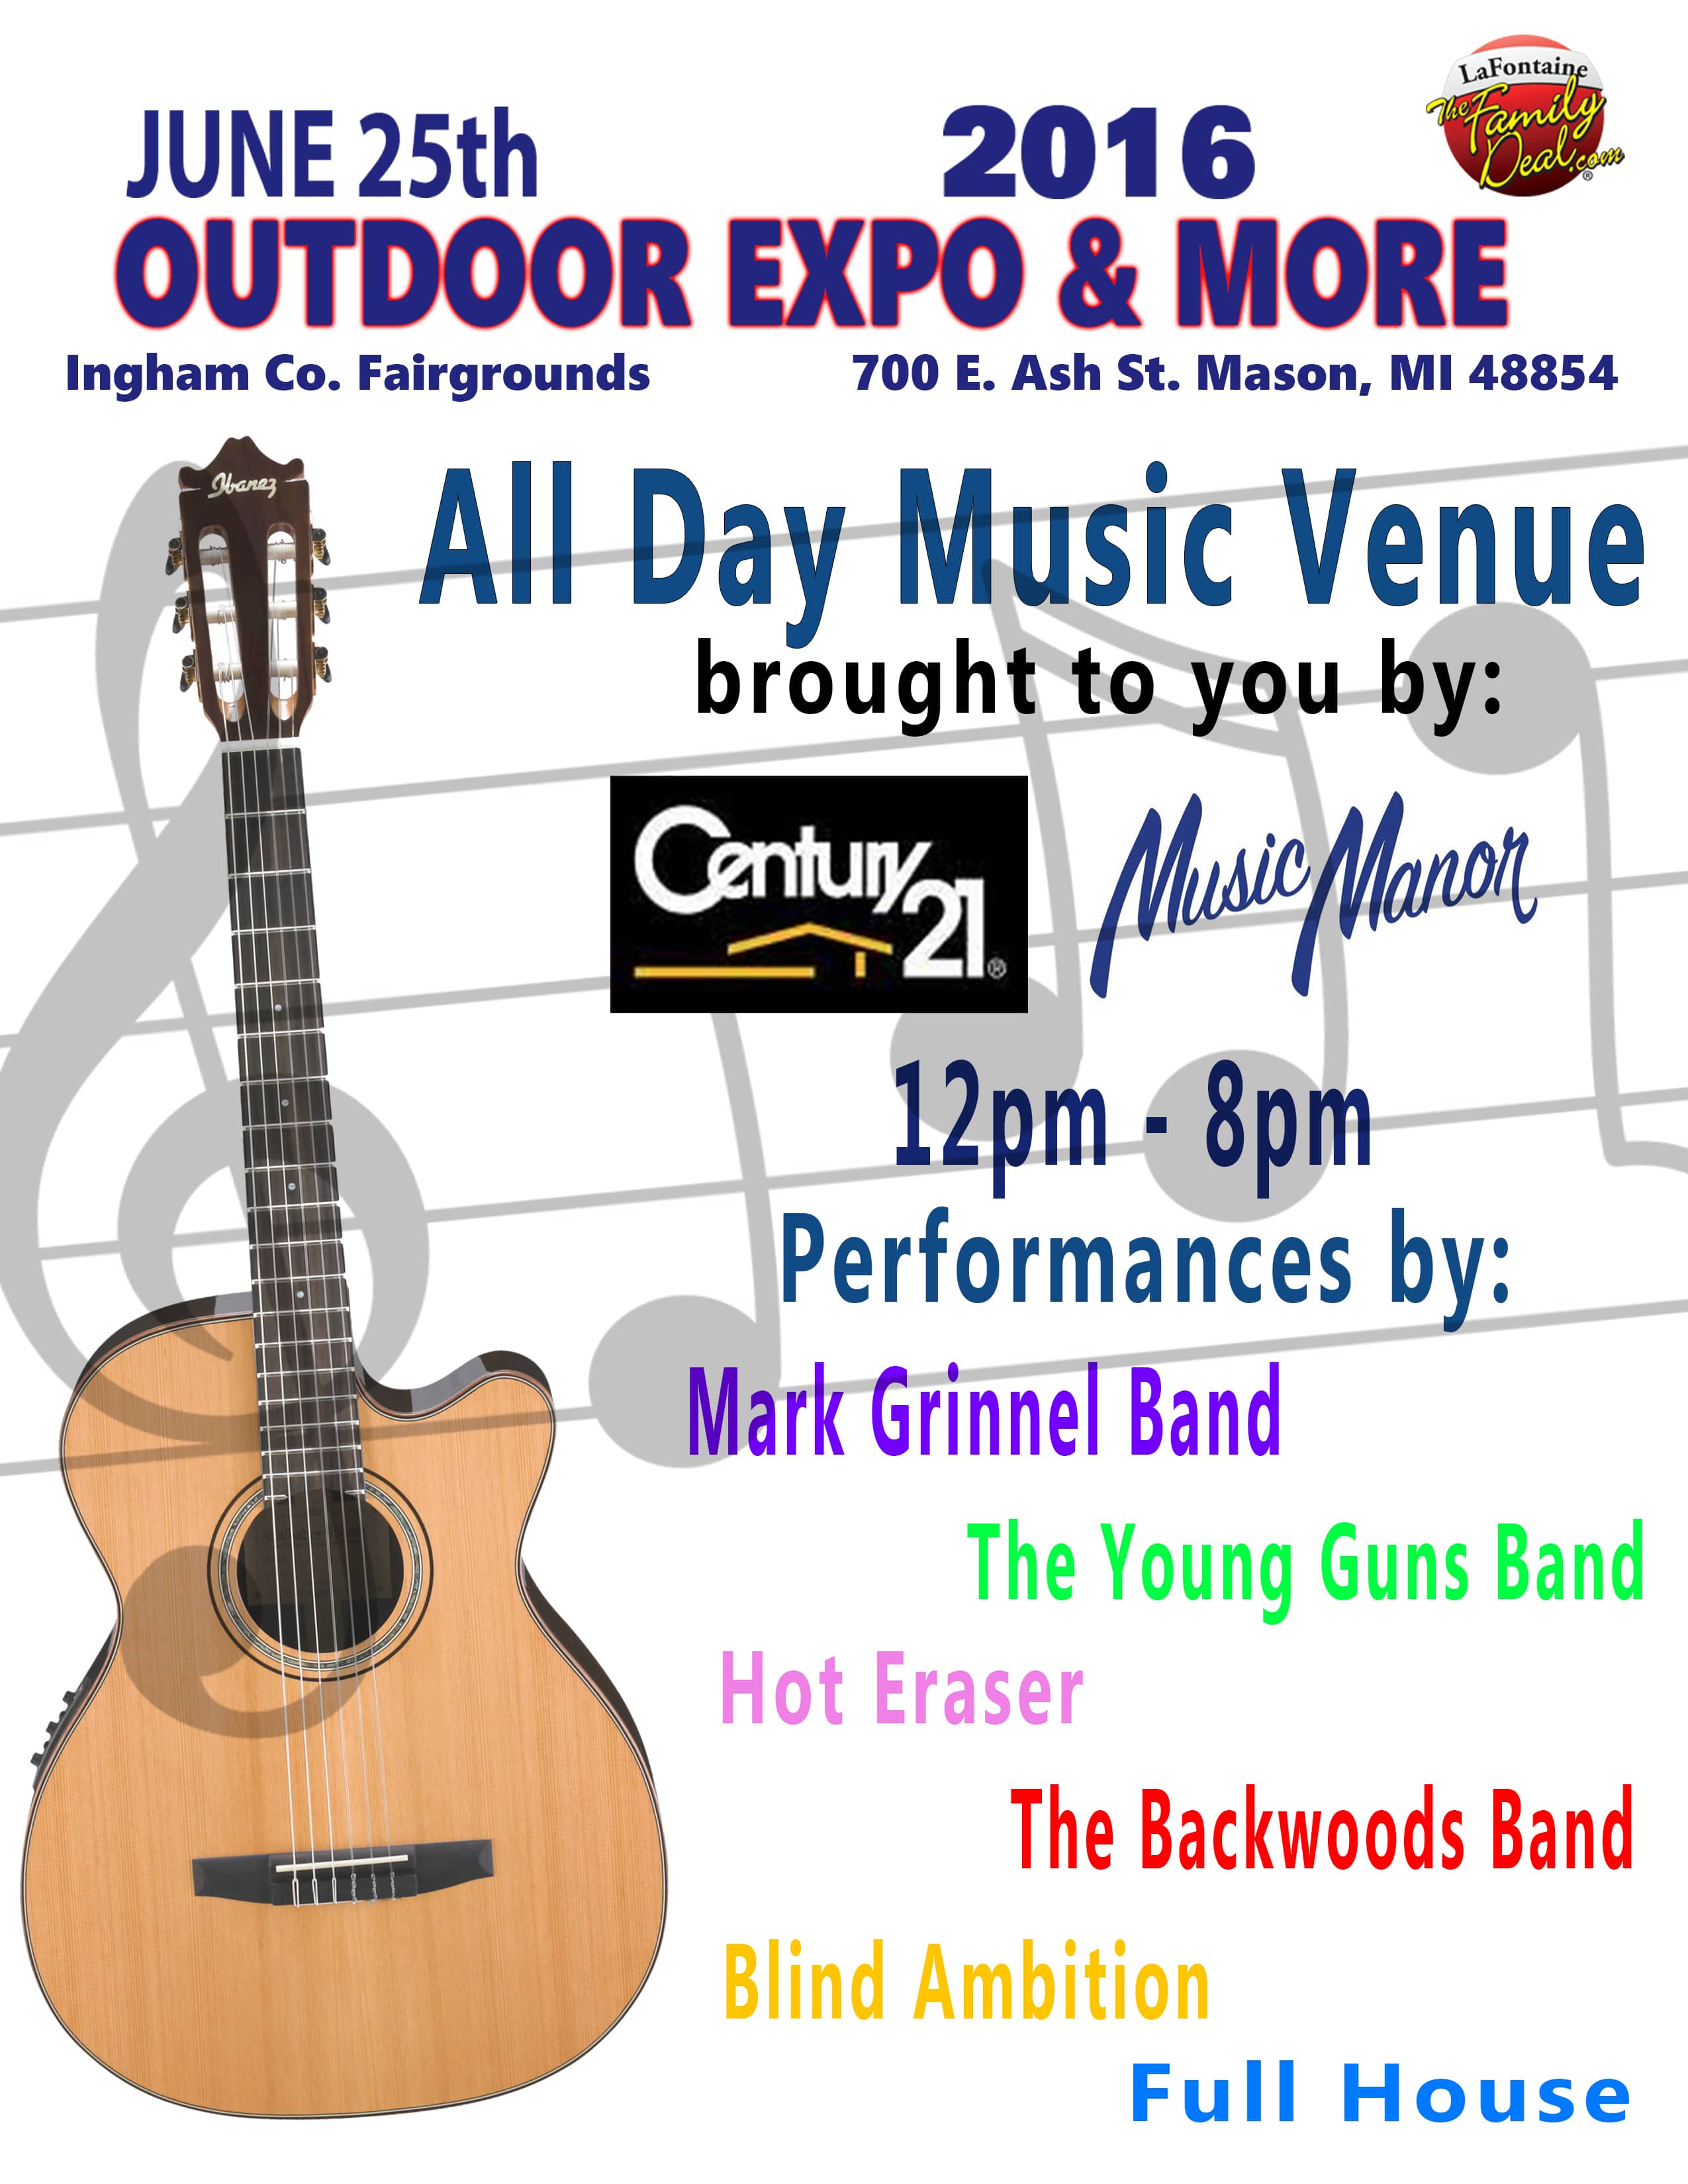 LaFontaine
The Family
Deal.com®
JUNE 25th 2016
OUTDOOR EXPO & MORE
Ingham Co. Fairgrounds 700 E. Ash St. Mason, MI 48854
Ibanez
All Day Music Venue
brought to you by:
Century 21® Music Manor
12pm - 8pm
Performances by:
Mark Grinnel Band
The Young Guns Band
Hot Eraser
The Backwoods Band
Blind Ambition
Full House